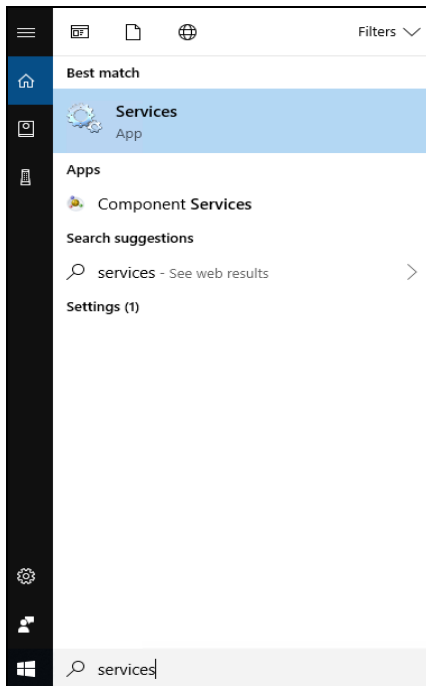 Filters
Best match
Services
App
Apps
Component Services
Search suggestions
services - See web results
Settings (1)
services